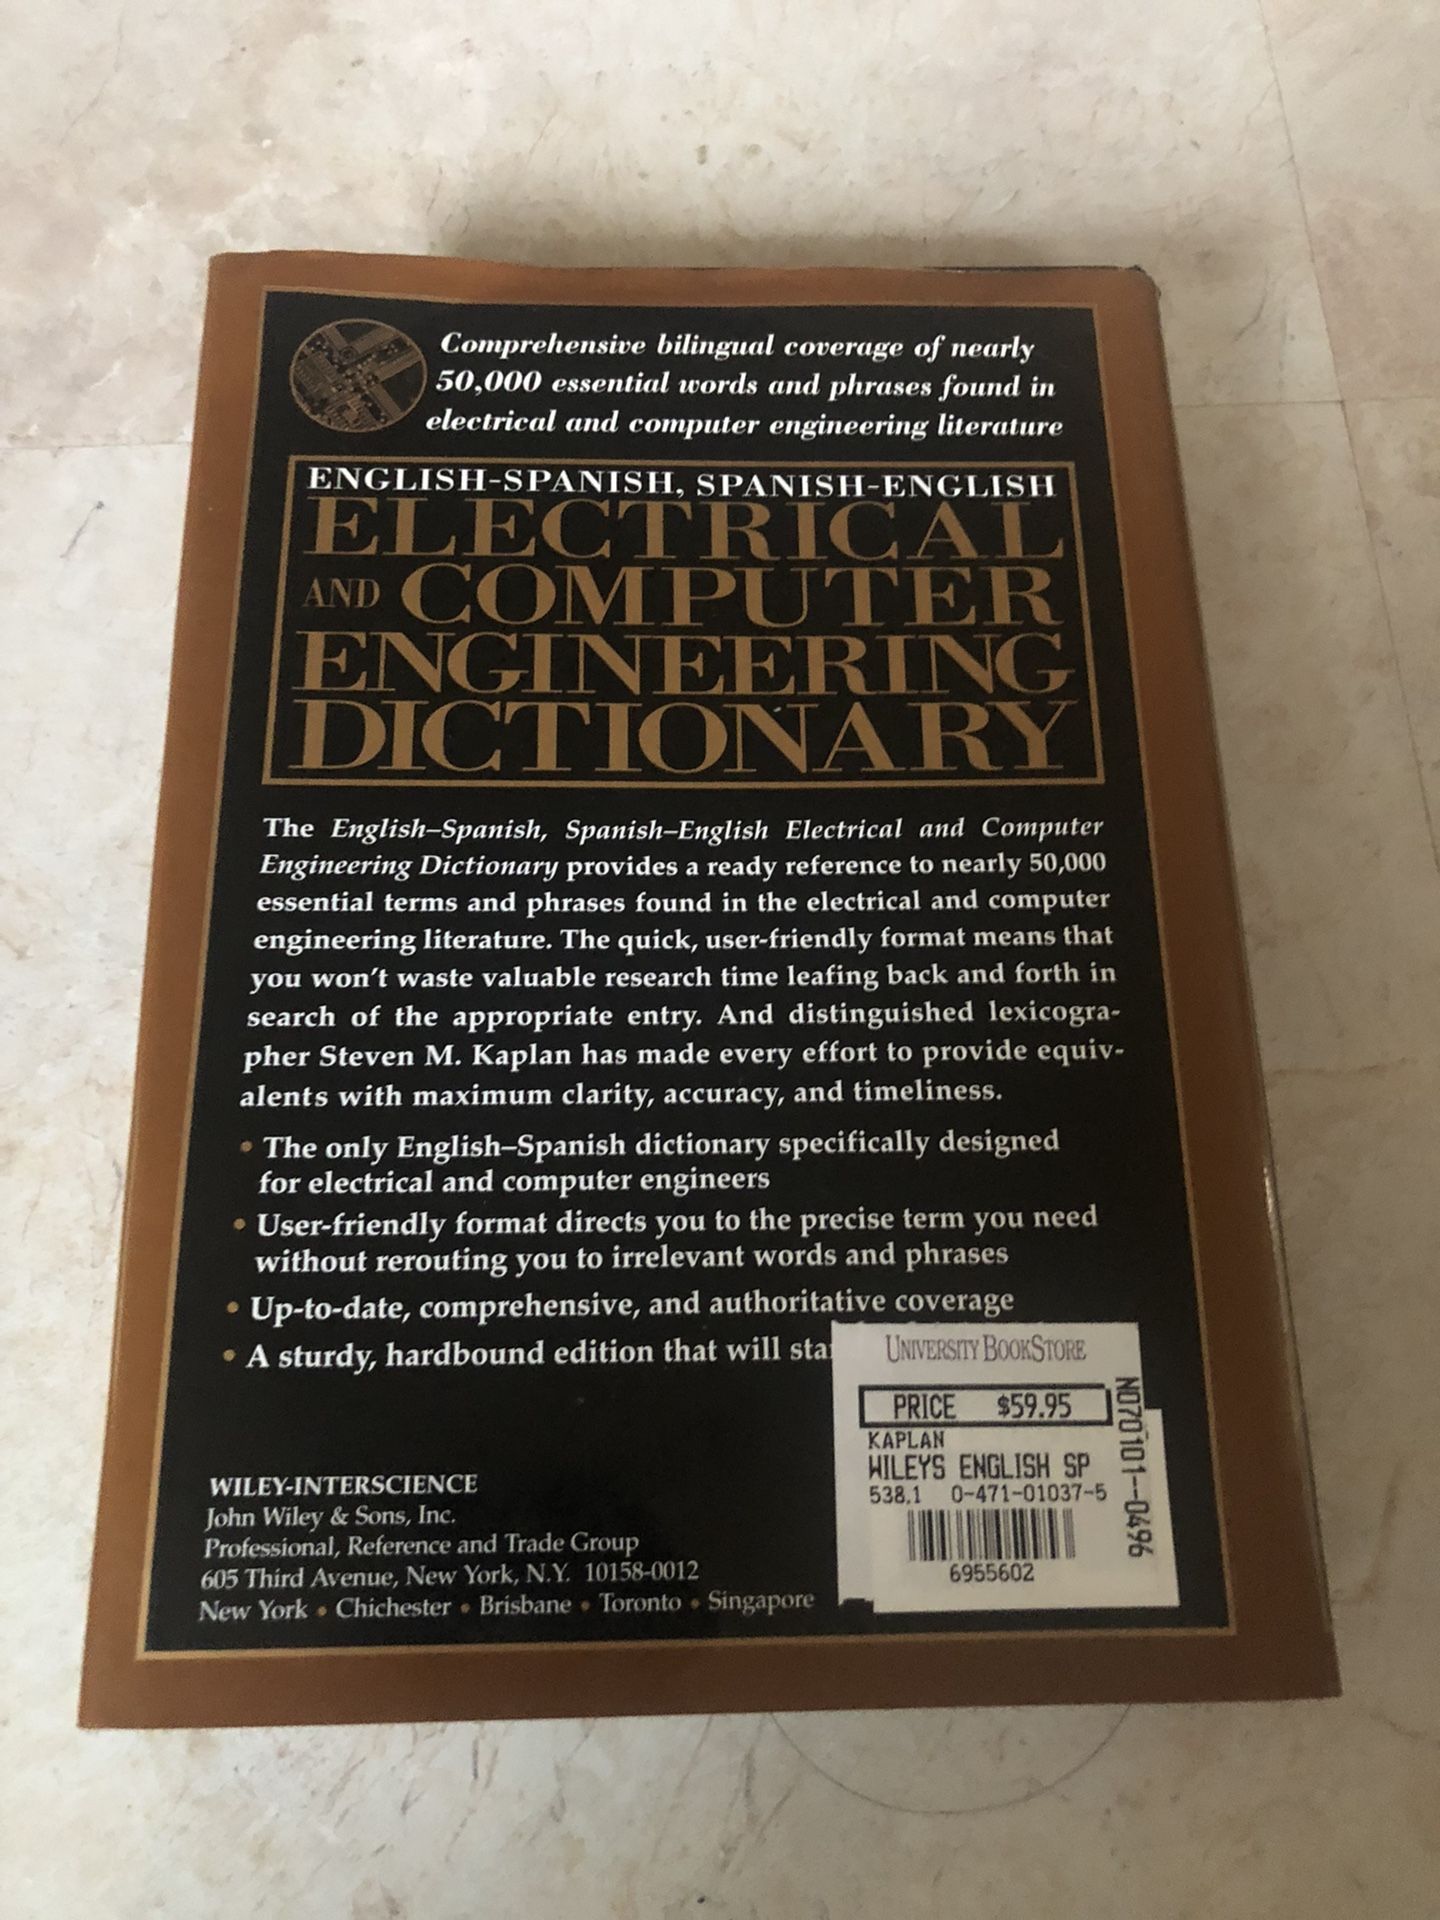 Comprehensive bilingual coverage of nearly
50,000 essential words and phrases found in
electrical and computer engineering literature
ENGLISH-SPANISH, SPANISH-ENGLISH
ELECTRICAL
AND COMPUTER
ENGINEERING
DICTIONARY
The English–Spanish, Spanish–English Electrical and Computer
Engineering Dictionary provides a ready reference to nearly 50,000
essential terms and phrases found in the electrical and computer
engineering literature. The quick, user-friendly format means that
you won't waste valuable research time leafing back and forth in
search of the appropriate entry. And distinguished lexicogra-
pher Steven M. Kaplan has made every effort to provide equiv-
alents with maximum clarity, accuracy, and timeliness.
• The only English–Spanish dictionary specifically designed
for electrical and computer engineers
• User-friendly format directs you to the precise term you need
without rerouting you to irrelevant words and phrases
• Up-to-date, comprehensive, and authoritative coverage
• A sturdy, hardbound edition that will sta
WILEY-INTERSCIENCE
John Wiley & Sons, Inc.
Professional, Reference and Trade Group
605 Third Avenue, New York, N.Y. 10158-0012
New York • Chichester • Brisbane • Toronto • Singapore
UNIVERSITY BOOKSTORE
PRICE $59.95
KAPLAN
WILEYS ENGLISH SP
538.1 0-471-01037-5
6955602
N070101-0496